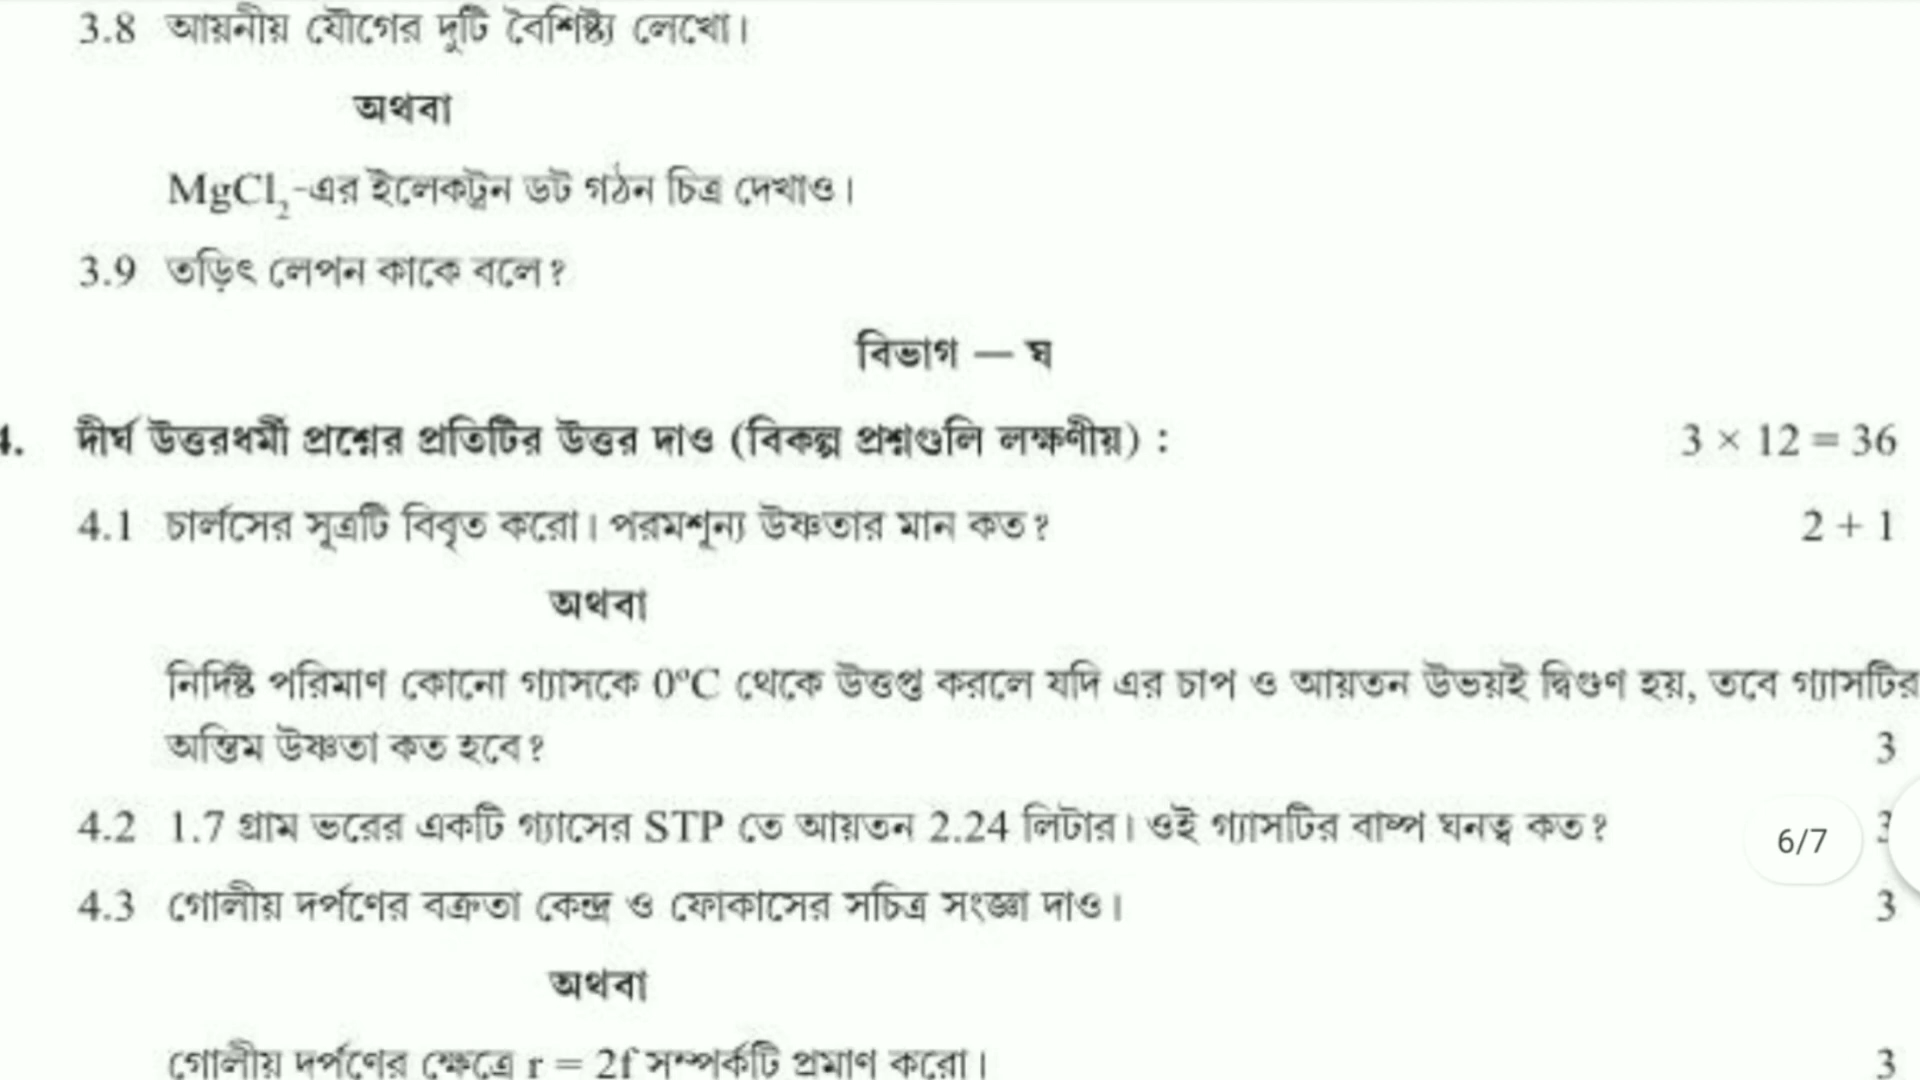 3.8 আয়নীয় যৌগের দুটি বৈশিষ্ট্য লেখো।
অথবা
MgCl₂-এর ইলেকট্রন ডট গঠন চিত্র দেখাও।
3.9 তড়িৎ লেপন কাকে বলে?
বিভাগ — ঘ
4. দীর্ঘ উত্তরধর্মী প্রশ্নের প্রতিটির উত্তর দাও (বিকল্প প্রশ্নগুলি লক্ষণীয়) : 3 × 12 = 36
4.1 চার্লসের সূত্রটি বিবৃত করো। পরমশূন্য উষ্ণতার মান কত? 2 + 1
অথবা
নির্দিষ্ট পরিমাণ কোনো গ্যাসকে 0°C থেকে উত্তপ্ত করলে যদি এর চাপ ও আয়তন উভয়ই দ্বিগুণ হয়, তবে গ্যাসটির
অন্তিম উষ্ণতা কত হবে? 3
4.2 1.7 গ্রাম ভরের একটি গ্যাসের STP তে আয়তন 2.24 লিটার। ওই গ্যাসটির বাষ্প ঘনত্ব কত? 3
6/7
4.3 গোলীয় দর্পণের বক্রতা কেন্দ্র ও ফোকাসের সচিত্র সংজ্ঞা দাও। 3
অথবা
গোলীয় দর্পণের ক্ষেত্রে r = 2f সম্পর্কটি প্রমাণ করো। 3